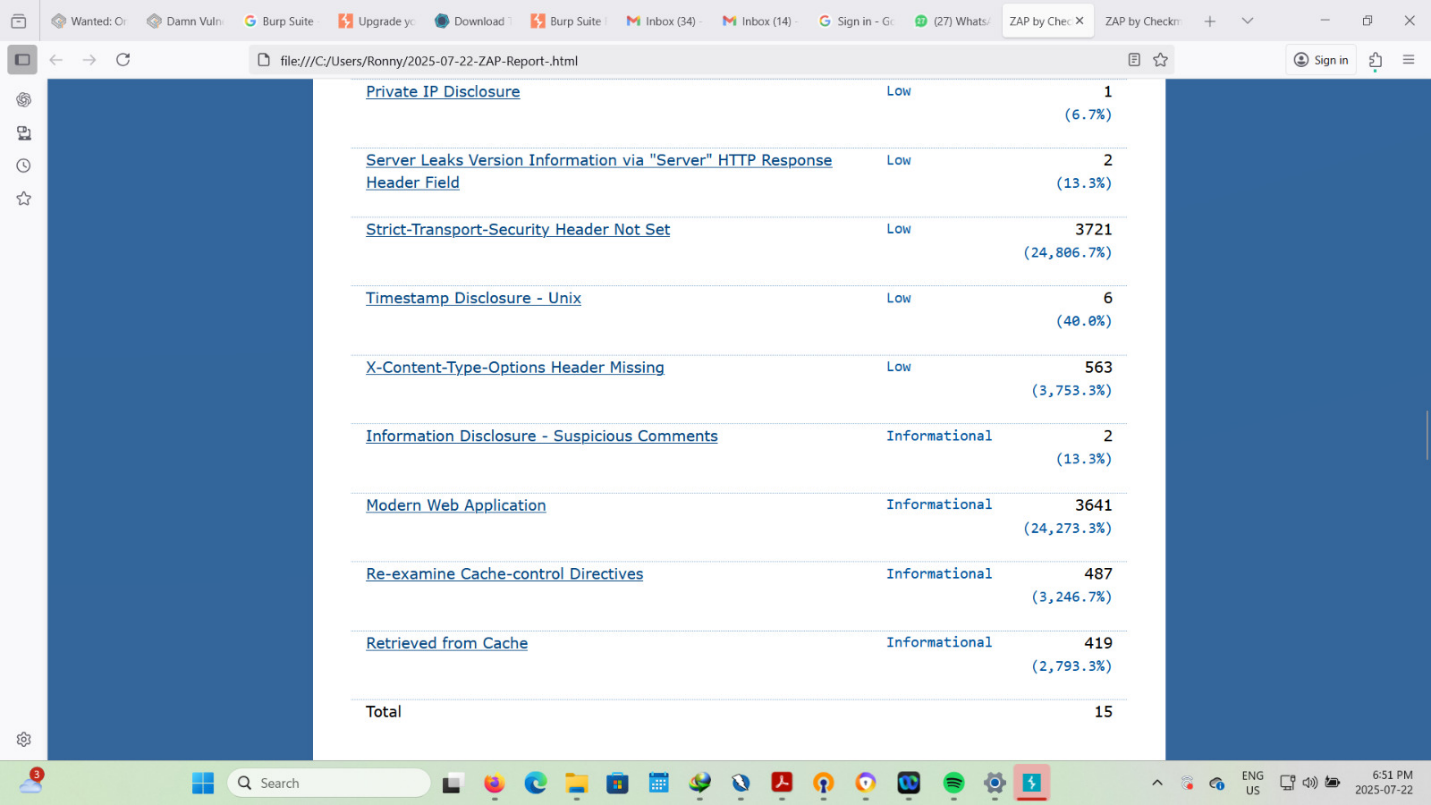 Wanted: Or
Damn Vulne
Burp Suite
Upgrade yo
Download T
Burp Suite
Inbox (34) -
Inbox (14) -
Sign in - Go
(27) WhatsA
ZAP by Chec
ZAP by Checkm
file:///C:/Users/Ronny/2025-07-22-ZAP-Report-.html
Sign in
Private IP Disclosure Low 1
(6.7%)
Server Leaks Version Information via "Server" HTTP Response Low 2
Header Field (13.3%)
Strict-Transport-Security Header Not Set Low 3721
(24,806.7%)
Timestamp Disclosure - Unix Low 6
(40.0%)
X-Content-Type-Options Header Missing Low 563
(3,753.3%)
Information Disclosure - Suspicious Comments Informational 2
(13.3%)
Modern Web Application Informational 3641
(24,273.3%)
Re-examine Cache-control Directives Informational 487
(3,246.7%)
Retrieved from Cache Informational 419
(2,793.3%)
Total 15
3
Search
ENG
US
6:51 PM
2025-07-22